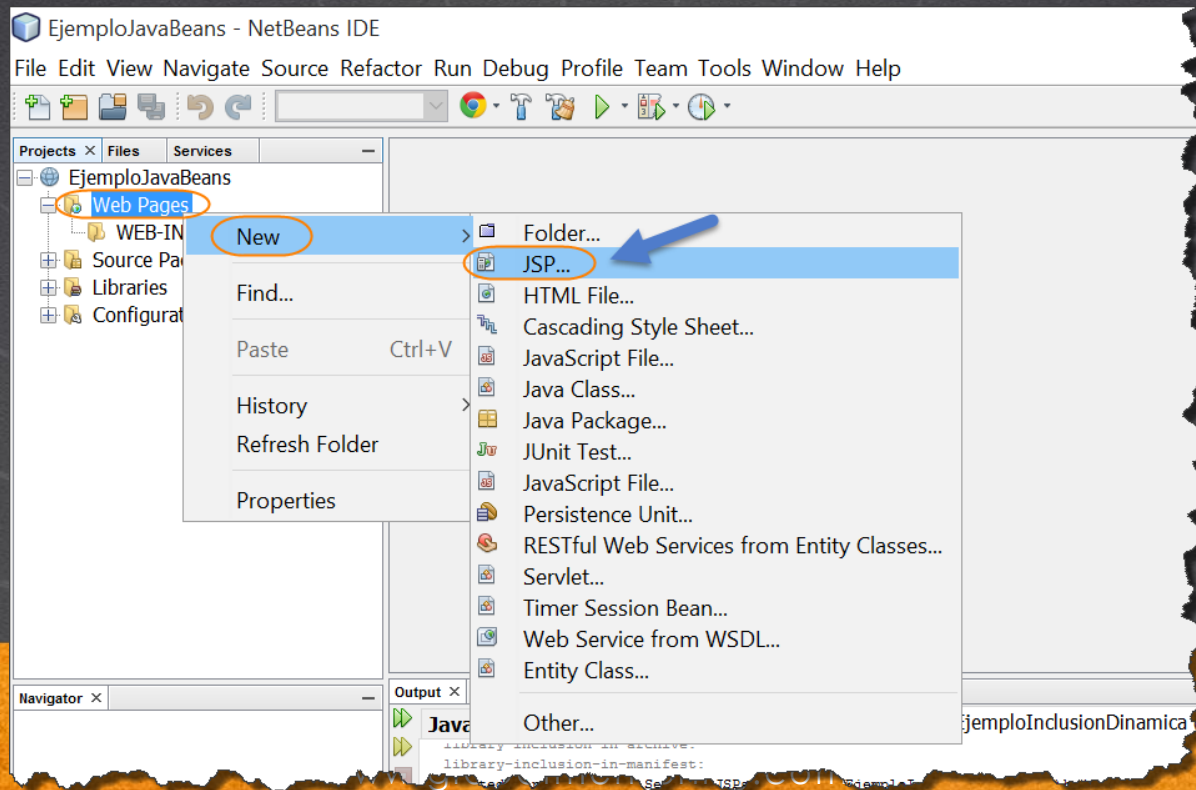 EjemploJavaBeans - NetBeans IDE
File Edit View Navigate Source Refactor Run Debug Profile Team Tools Window Help
Projects Files Services
EjemploJavaBeans
Web Pages
WEB-IN
Source Pa
Libraries
Configurat
New
Find...
Paste Ctrl+V
History
Refresh Folder
Properties
Folder...
JSP...
HTML File...
Cascading Style Sheet...
JavaScript File...
Java Class...
Java Package...
JUnit Test...
JavaScript File...
Persistence Unit...
RESTful Web Services from Entity Classes...
Servlet...
Timer Session Bean...
Web Service from WSDL...
Entity Class...
Other...
Navigator
Output
Java
EjemploInclusionDinamica
library-inclusion-in-archive:
library-inclusion-in-manifest: